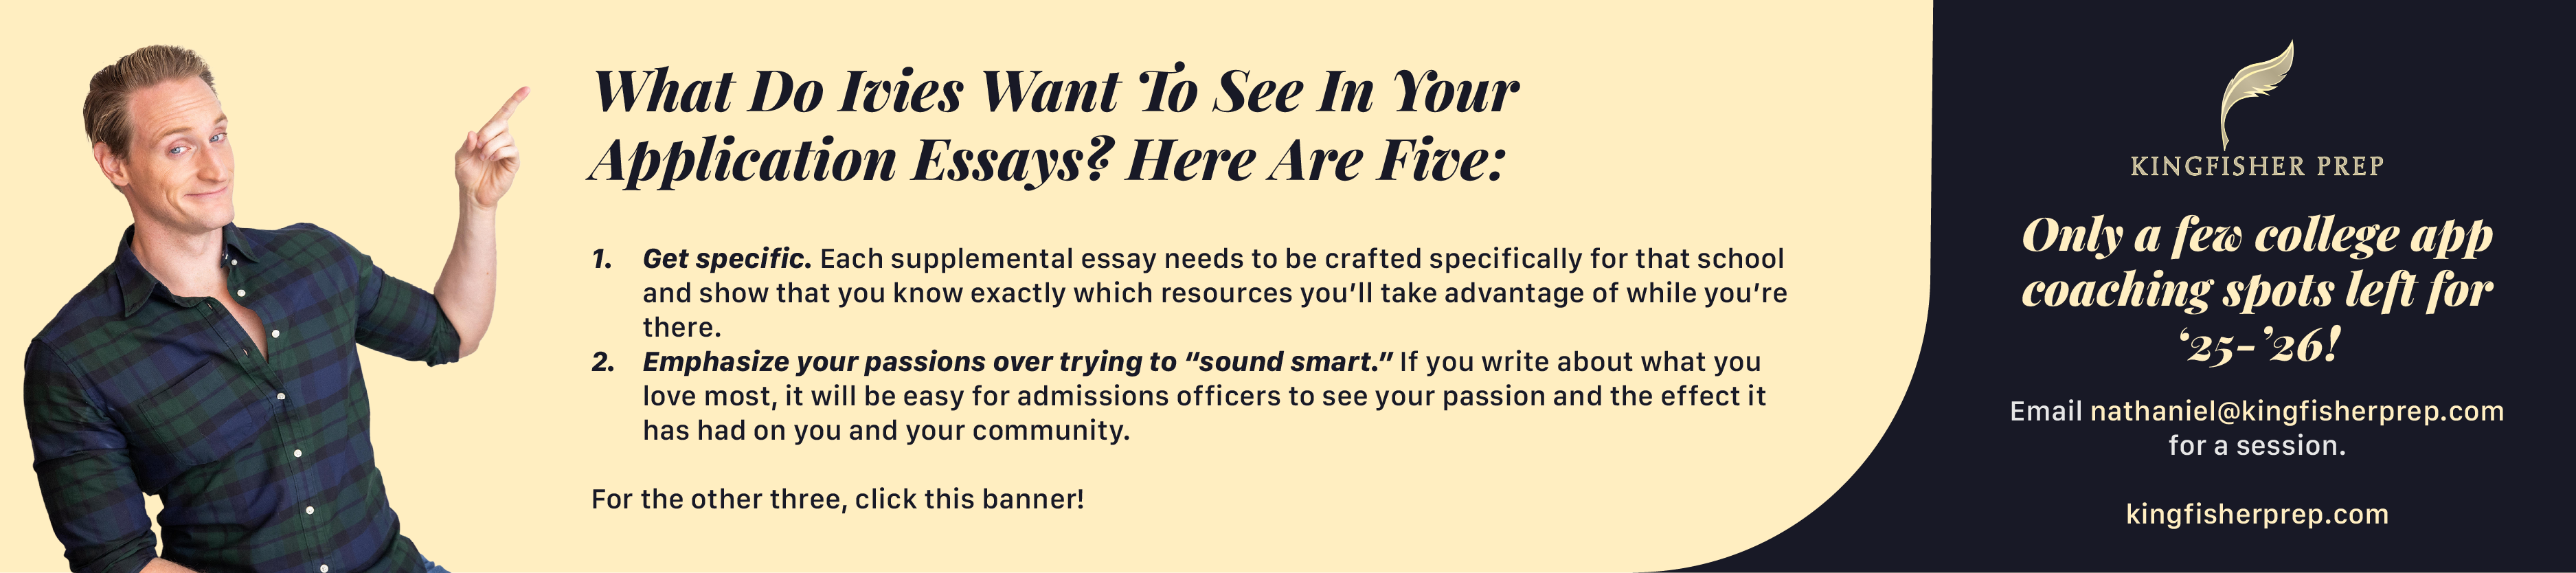 What Do Ivies Want To See In Your
Application Essays? Here Are Five:
1. Get specific. Each supplemental essay needs to be crafted specifically for that school
and show that you know exactly which resources you’ll take advantage of while you’re
there.
2. Emphasize your passions over trying to “sound smart.” If you write about what you
love most, it will be easy for admissions officers to see your passion and the effect it
has had on you and your community.
For the other three, click this banner!
KINGFISHER PREP
Only a few college app
coaching spots left for
‘25-’26!
Email nathaniel@kingfisherprep.com
for a session.
kingfisherprep.com